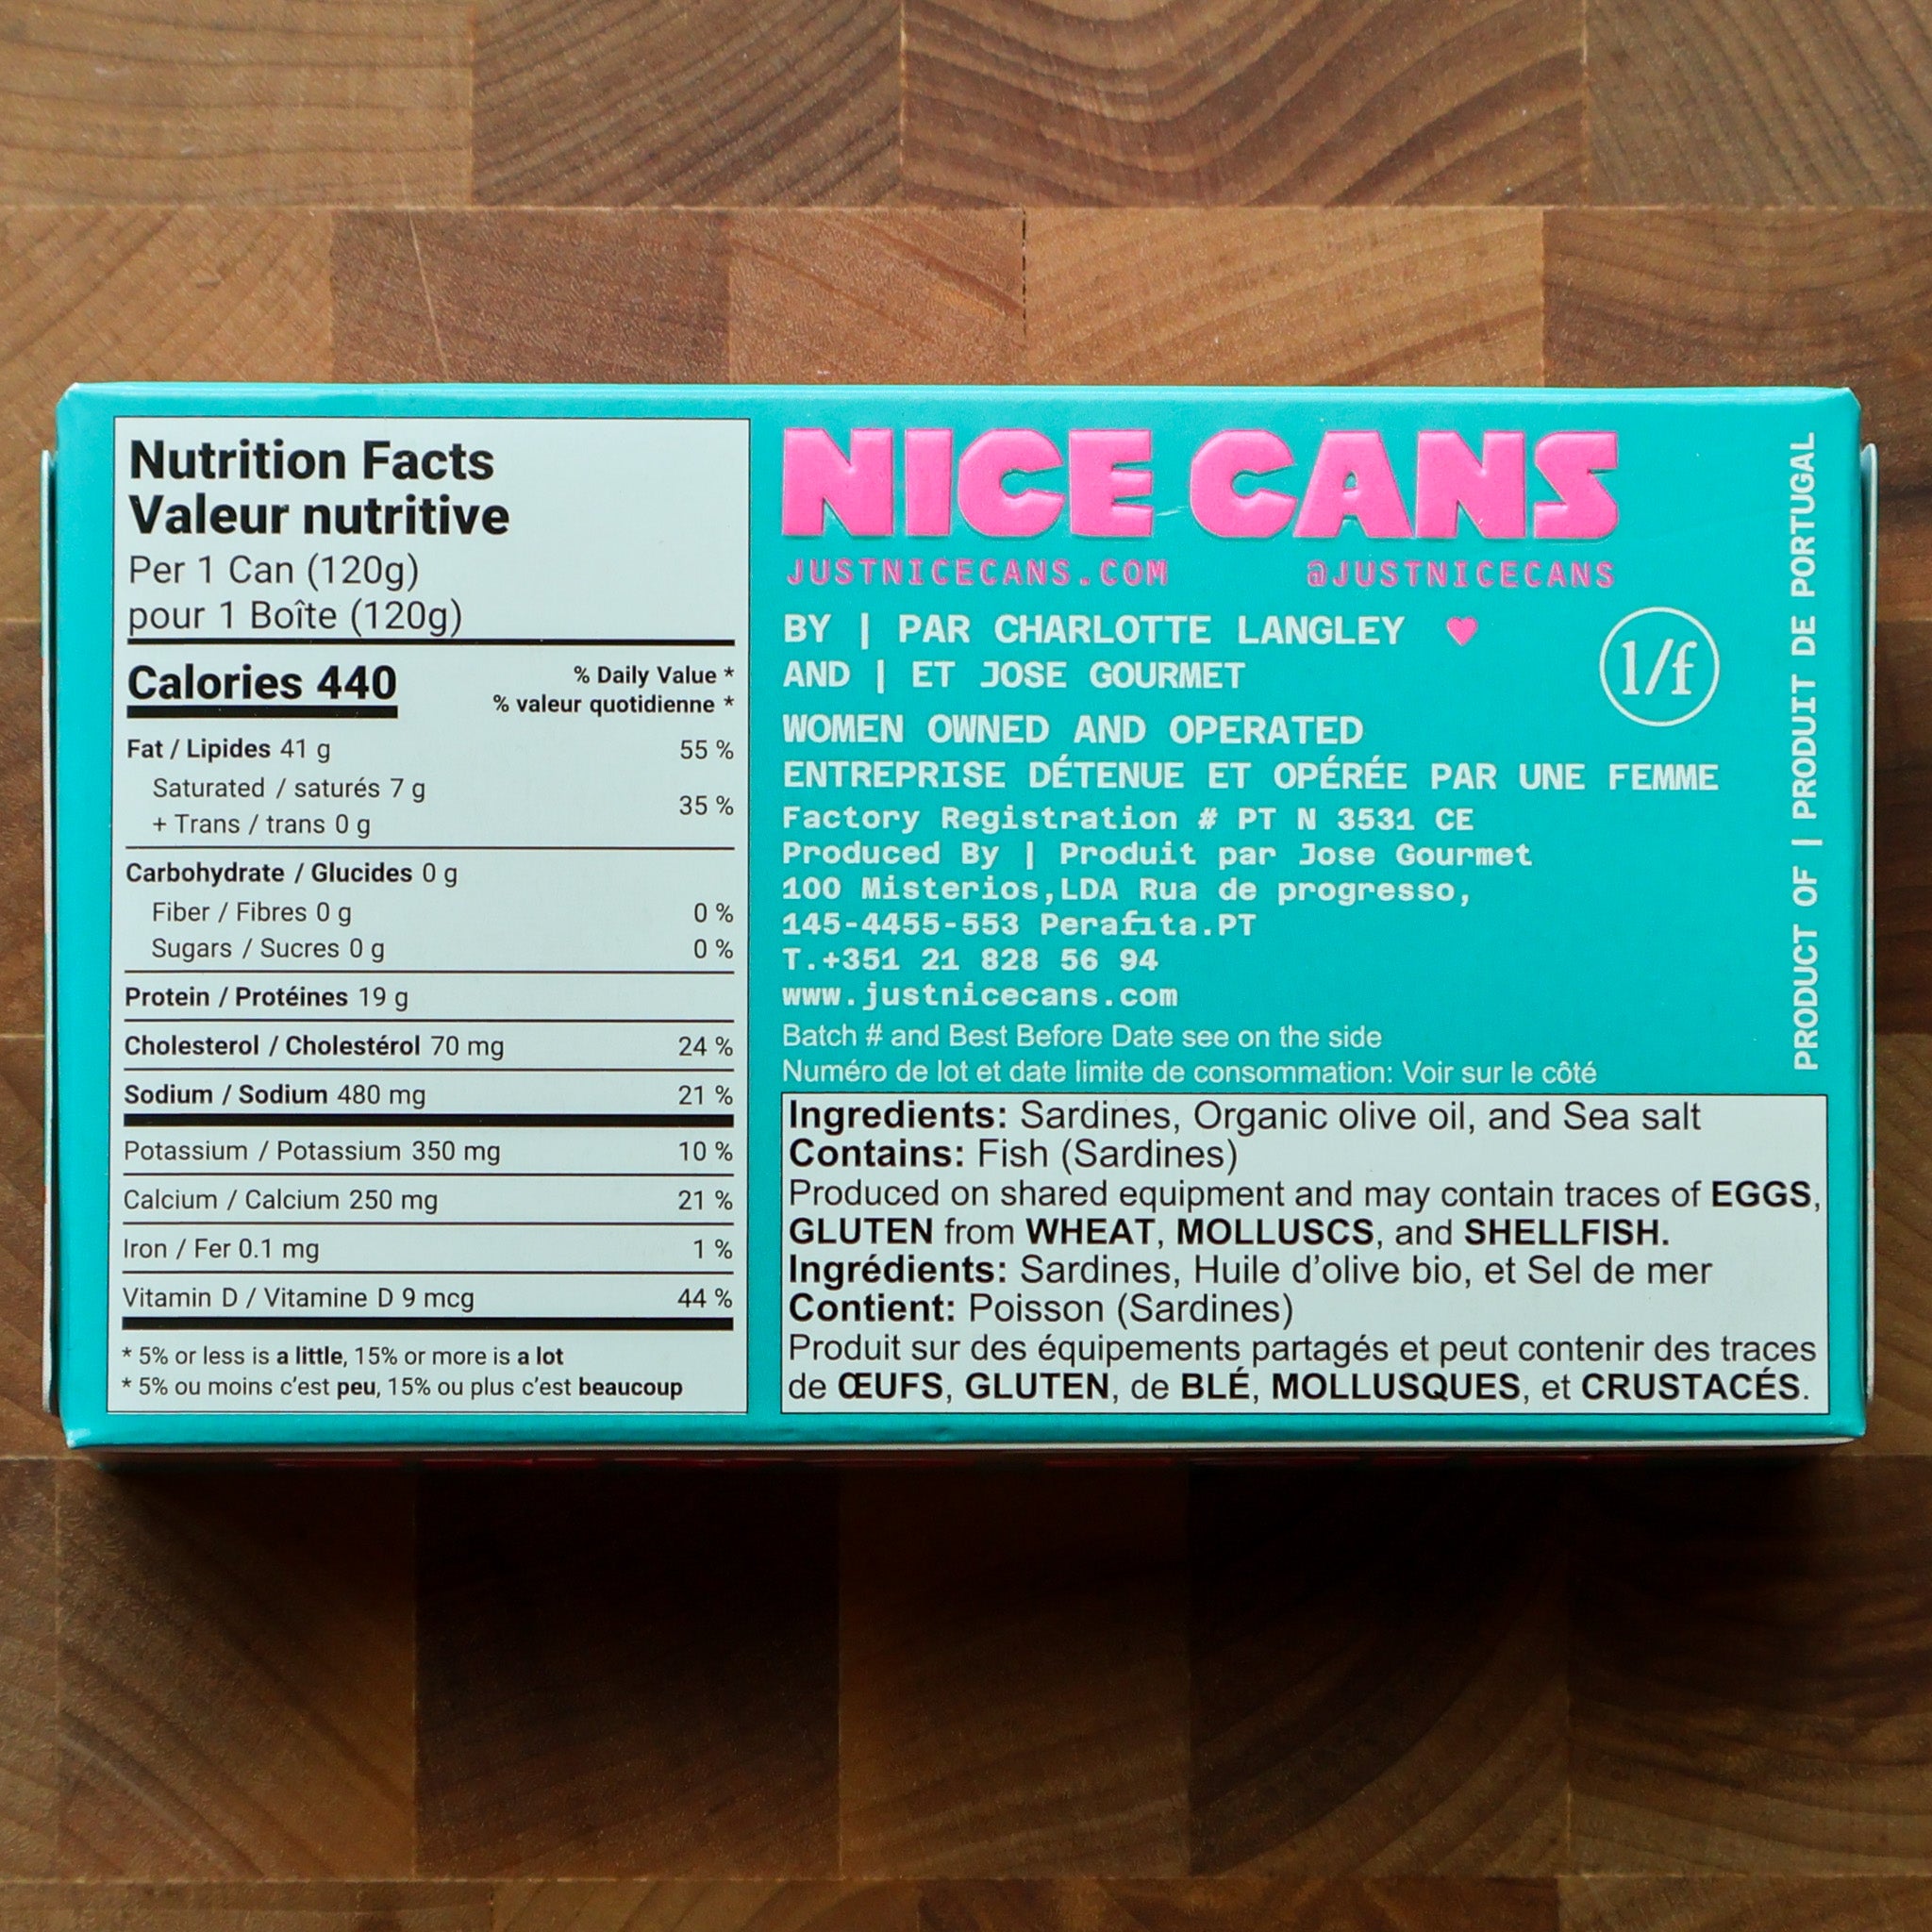 Nutrition Facts
Valeur nutritive
Per 1 Can (120g)
pour 1 Boîte (120g)
Calories 440
% Daily Value *
% valeur quotidienne *
Fat / Lipides 41 g 55 %
Saturated / saturés 7 g
+ Trans / trans 0 g
35 %
Carbohydrate / Glucides 0 g
Fiber / Fibres 0 g 0 %
Sugars / Sucres 0 g 0 %
Protein / Protéines 19 g
Cholesterol / Cholestérol 70 mg 24 %
Sodium / Sodium 480 mg 21 %
Potassium / Potassium 350 mg 10 %
Calcium / Calcium 250 mg 21 %
Iron / Fer 0.1 mg 1 %
Vitamin D / Vitamine D 9 mcg 44 %
* 5% or less is a little, 15% or more is a lot
* 5% ou moins c'est peu, 15% ou plus c'est beaucoup
NICE CANS
JUSTNICECANS.COM @JUSTNICECANS
BY | PAR CHARLOTTE LANGLEY
AND | ET JOSE GOURMET
l/f
WOMEN OWNED AND OPERATED
ENTREPRISE DÉTENUE ET OPÉRÉE PAR UNE FEMME
Factory Registration # PT N 3531 CE
Produced By | Produit par Jose Gourmet
100 Misterios,LDA Rua de progresso,
145-4455-553 Perafita.PT
T.+351 21 828 56 94
www.justnicecans.com
Batch # and Best Before Date see on the side
Numéro de lot et date limite de consommation: Voir sur le côté
PRODUCT OF | PRODUIT DE PORTUGAL
Ingredients: Sardines, Organic olive oil, and Sea salt
Contains: Fish (Sardines)
Produced on shared equipment and may contain traces of EGGS,
GLUTEN from WHEAT, MOLLUSCS, and SHELLFISH.
Ingrédients: Sardines, Huile d'olive bio, et Sel de mer
Contient: Poisson (Sardines)
Produit sur des équipements partagés et peut contenir des traces
de ŒUFS, GLUTEN, de BLÉ, MOLLUSQUES, et CRUSTACÉS.